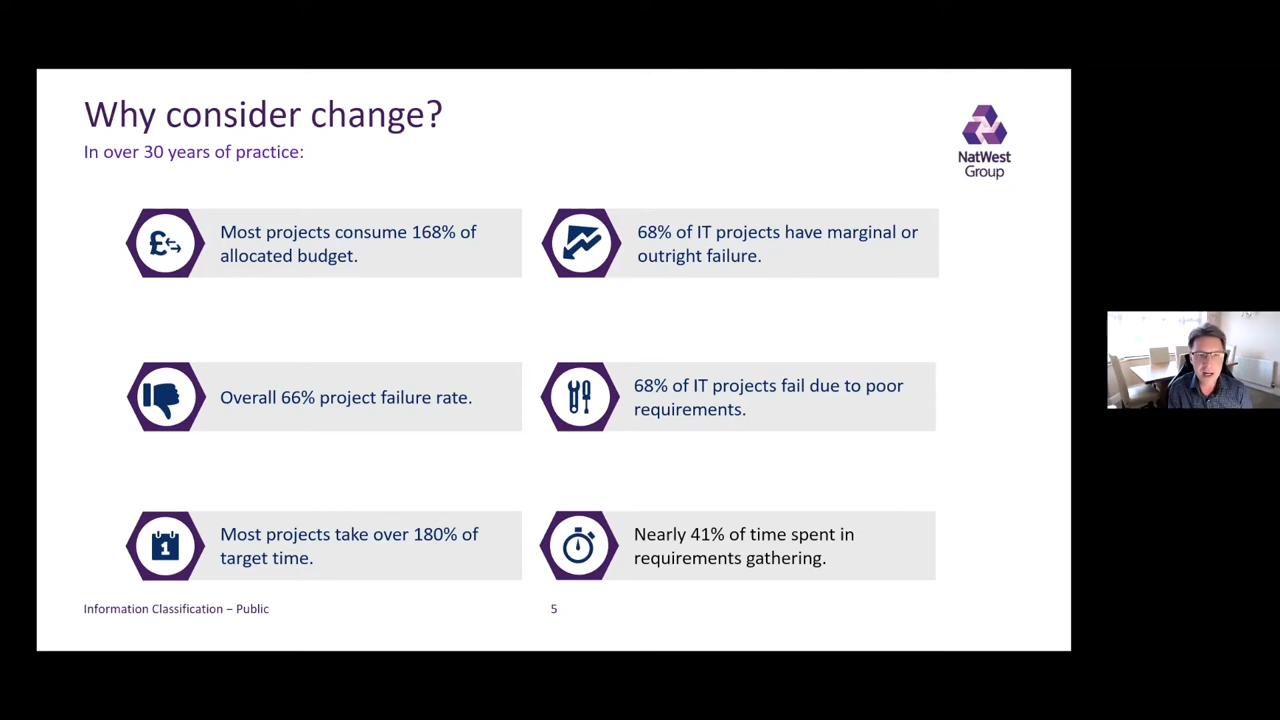 Why consider change?
In over 30 years of practice:
NatWest
Group
£
Most projects consume 168% of
allocated budget.
68% of IT projects have marginal or
outright failure.
Overall 66% project failure rate.
68% of IT projects fail due to poor
requirements.
1
Most projects take over 180% of
target time.
Nearly 41% of time spent in
requirements gathering.
Information Classification – Public
5